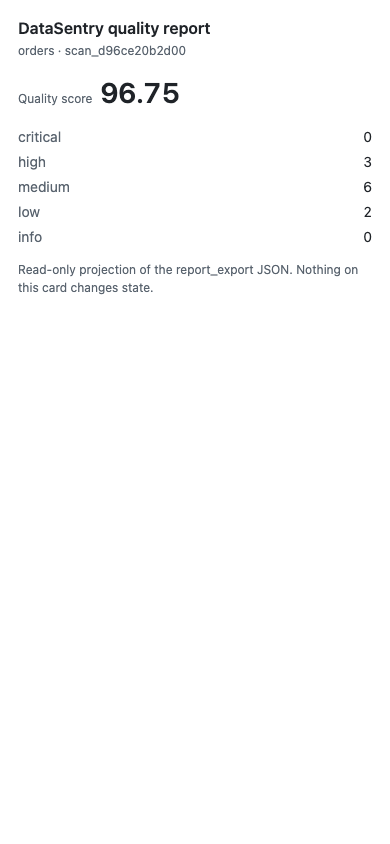 DataSentry quality report
orders · scan_d96ce20b2d00
Quality score 96.75
critical 0
high 3
medium 6
low 2
info 0
Read-only projection of the report_export JSON. Nothing on
this card changes state.